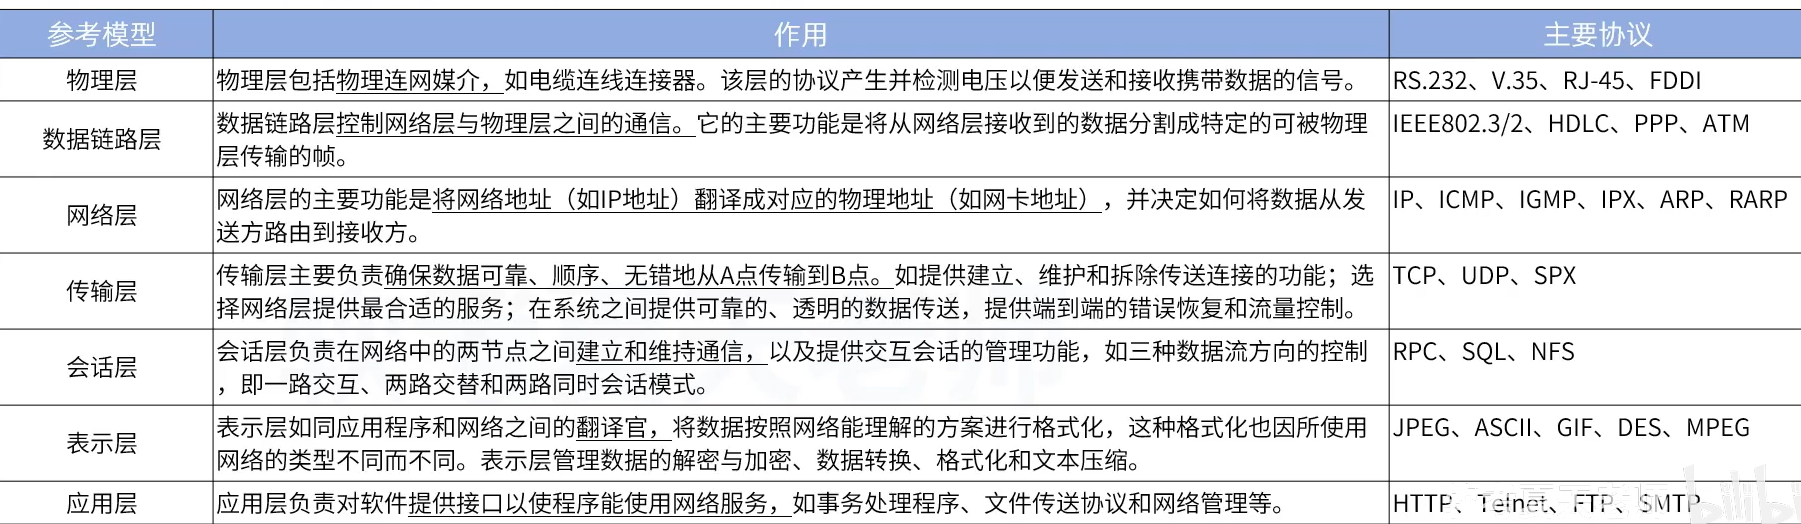 参考模型 作用 主要协议
物理层 物理层包括物理连网媒介，如电缆连线连接器。该层的协议产生并检测电压以便发送和接收携带数据的信号。 RS.232、V.35、RJ-45、FDDI
数据链路层 数据链路层控制网络层与物理层之间的通信。它的主要功能是将从网络层接收到的数据分割成特定的可被物理 IEEE802.3/2、HDLC、PPP、ATM
层传输的帧。
网络层 网络层的主要功能是将网络地址（如IP地址）翻译成对应的物理地址（如网卡地址），并决定如何将数据从发 IP、ICMP、IGMP、IPX、ARP、RARP
送方路由到接收方。
传输层 传输层主要负责确保数据可靠、顺序、无错地从A点传输到B点。如提供建立、维护和拆除传送连接的功能；选 TCP、UDP、SPX
择网络层提供最合适的服务；在系统之间提供可靠的、透明的数据传送，提供端到端的错误恢复和流量控制。
会话层 会话层负责在网络中的两节点之间建立和维持通信，以及提供交互会话的管理功能，如三种数据流方向的控制 RPC、SQL、NFS
，即一路交互、两路交替和两路同时会话模式。
表示层 表示层如同应用程序和网络之间的翻译官，将数据按照网络能理解的方案进行格式化，这种格式化也因所使用 JPEG、ASCII、GIF、DES、MPEG
网络的类型不同而不同。表示层管理数据的解密与加密、数据转换、格式化和文本压缩。
应用层 应用层负责对软件提供接口以使程序能使用网络服务，如事务处理程序、文件传送协议和网络管理等。 HTTP、Telnet、FTP、SMTP